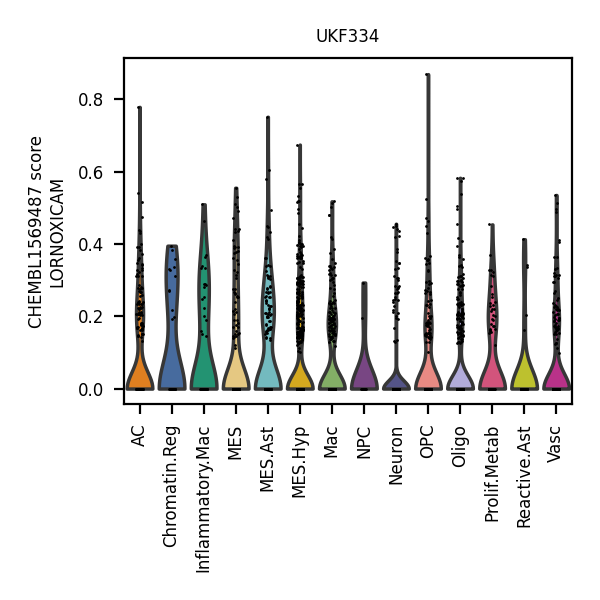 UKF334
CHEMBL1569487 score
LORNOXICAM
0.8
0.6
0.4
0.2
0.0
AC
Chromatin.Reg
Inflammatory.Mac
MES
MES.Ast
MES.Hyp
Mac
NPC
Neuron
OPC
Oligo
Prolif.Metab
Reactive.Ast
Vasc